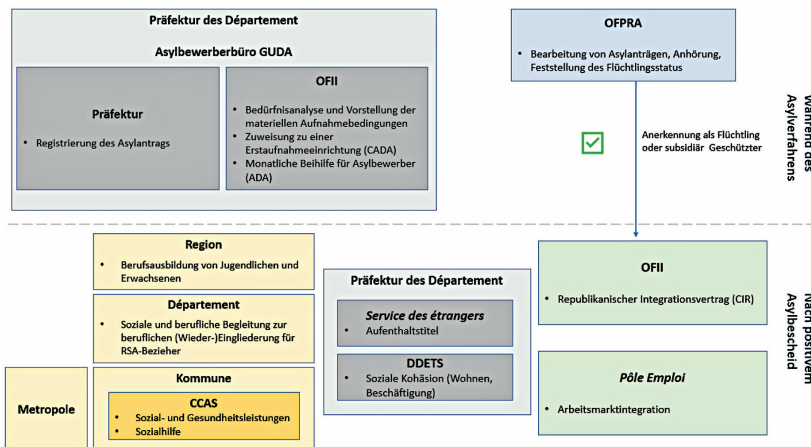 Präfektur des Département
Asylbewerberbüro GUDA
Präfektur
• Registrierung des Asylantrags
OFII
• Bedürfnisanalyse und Vorstellung der
materiellen Aufnahmebedingungen
• Zuweisung zu einer
Erstaufnahmeeinrichtung (CADA)
• Monatliche Beihilfe für Asylbewerber
(ADA)
OFPRA
• Bearbeitung von Asylanträgen, Anhörung,
Feststellung des Flüchtlingsstatus
Anerkennung als Flüchtling
oder subsidiär Geschützter
Während des
Asylverfahrens
Region
• Berufsausbildung von Jugendlichen und
Erwachsenen
Département
• Soziale und berufliche Begleitung zur
beruflichen (Wieder-)Eingliederung für
RSA-Bezieher
Metropole
Kommune
CCAS
• Sozial- und Gesundheitsleistungen
• Sozialhilfe
Präfektur des Département
Service des étrangers
• Aufenthaltstitel
DDETS
• Soziale Kohäsion (Wohnen,
Beschäftigung)
OFII
• Republikanischer Integrationsvertrag (CIR)
Pôle Emploi
• Arbeitsmarktintegration
Nach positivem
Asylbescheid